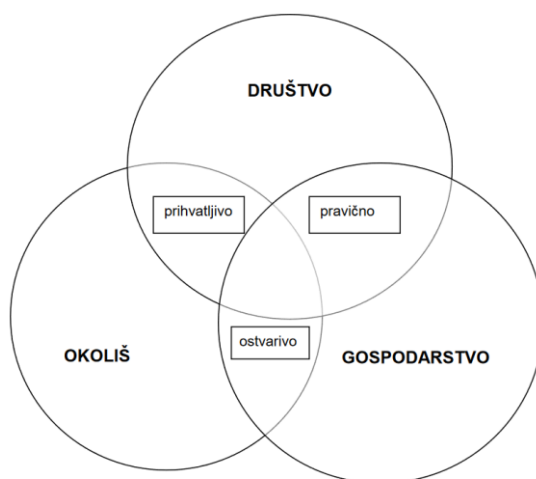 DRUŠTVO
prihvatljivo
pravično
ostvarivo
OKOLIŠ
GOSPODARSTVO